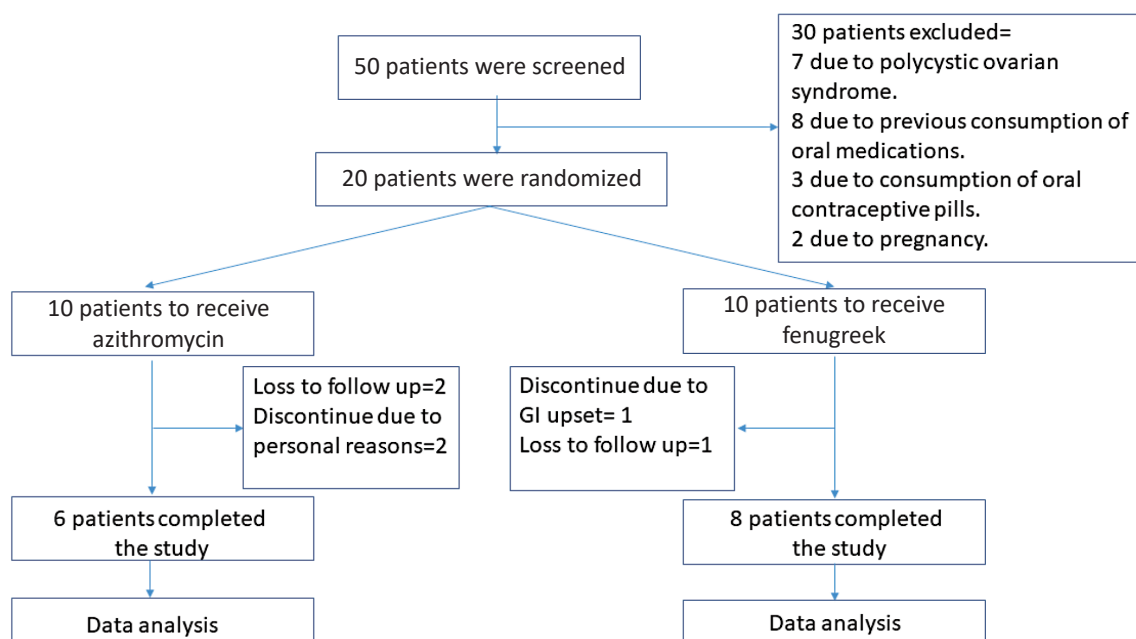 50 patients were screened
30 patients excluded=
7 due to polycystic ovarian
syndrome.
8 due to previous consumption of
oral medications.
3 due to consumption of oral
contraceptive pills.
2 due to pregnancy.
20 patients were randomized
10 patients to receive
azithromycin
10 patients to receive
fenugreek
Loss to follow up=2
Discontinue due to
personal reasons=2
Discontinue due to
GI upset= 1
Loss to follow up=1
6 patients completed
the study
8 patients completed
the study
Data analysis
Data analysis